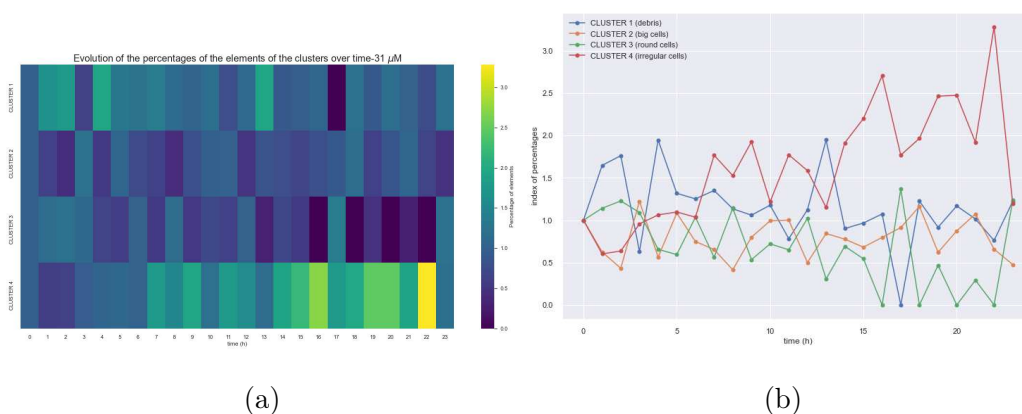 Evolution of the percentages of the elements of the clusters over time-31 μM
CLUSTER 1
CLUSTER 2
CLUSTER 3
CLUSTER 4
0 1 2 3 4 5 6 7 8 9 10 11 12 13 14 15 16 17 18 19 20 21 22 23
time (h)
3.0
2.5
2.0
1.5
1.0
0.5
0.0
Percentage of elements
(a)
CLUSTER 1 (debris)
CLUSTER 2 (big cells)
CLUSTER 3 (round cells)
CLUSTER 4 (irregular cells)
index of percentages
3.0
2.5
2.0
1.5
1.0
0.5
0.0
0 5 10 15 20
time (h)
(b)